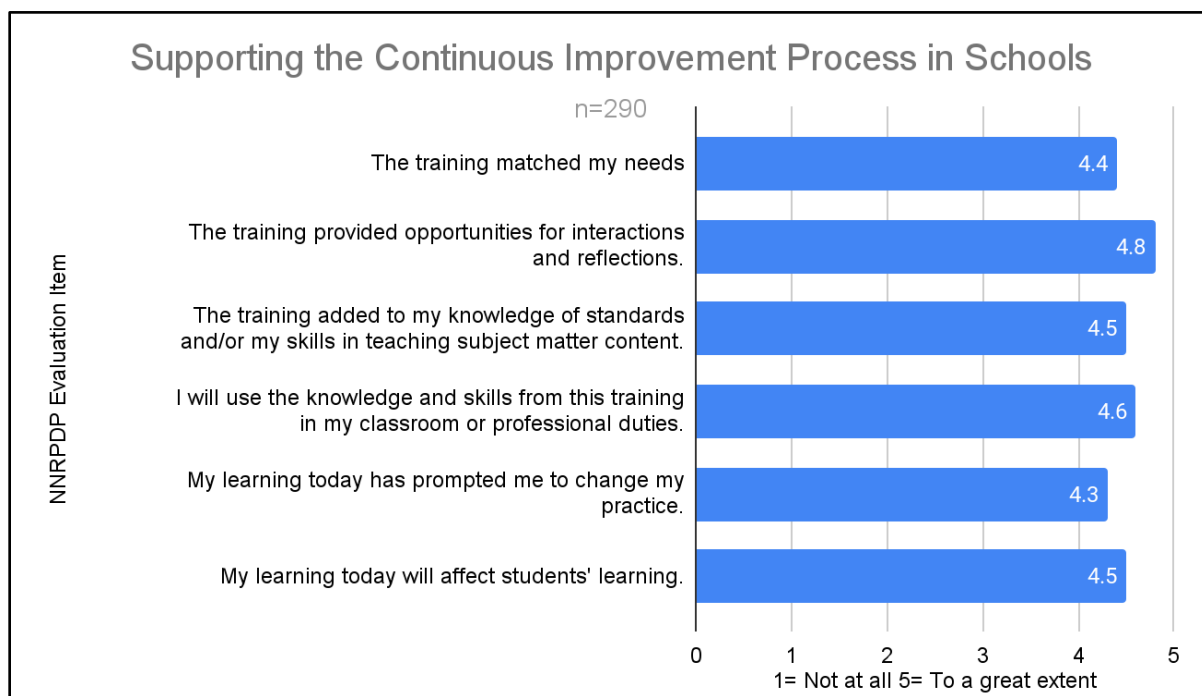 Supporting the Continuous Improvement Process in Schools
n=290
NNRPDP Evaluation Item
The training matched my needs
4.4
The training provided opportunities for interactions
and reflections.
4.8
The training added to my knowledge of standards
and/or my skills in teaching subject matter content.
4.5
I will use the knowledge and skills from this training
in my classroom or professional duties.
4.6
My learning today has prompted me to change my
practice.
4.3
My learning today will affect students' learning.
4.5
0 1 2 3 4 5
1= Not at all 5= To a great extent